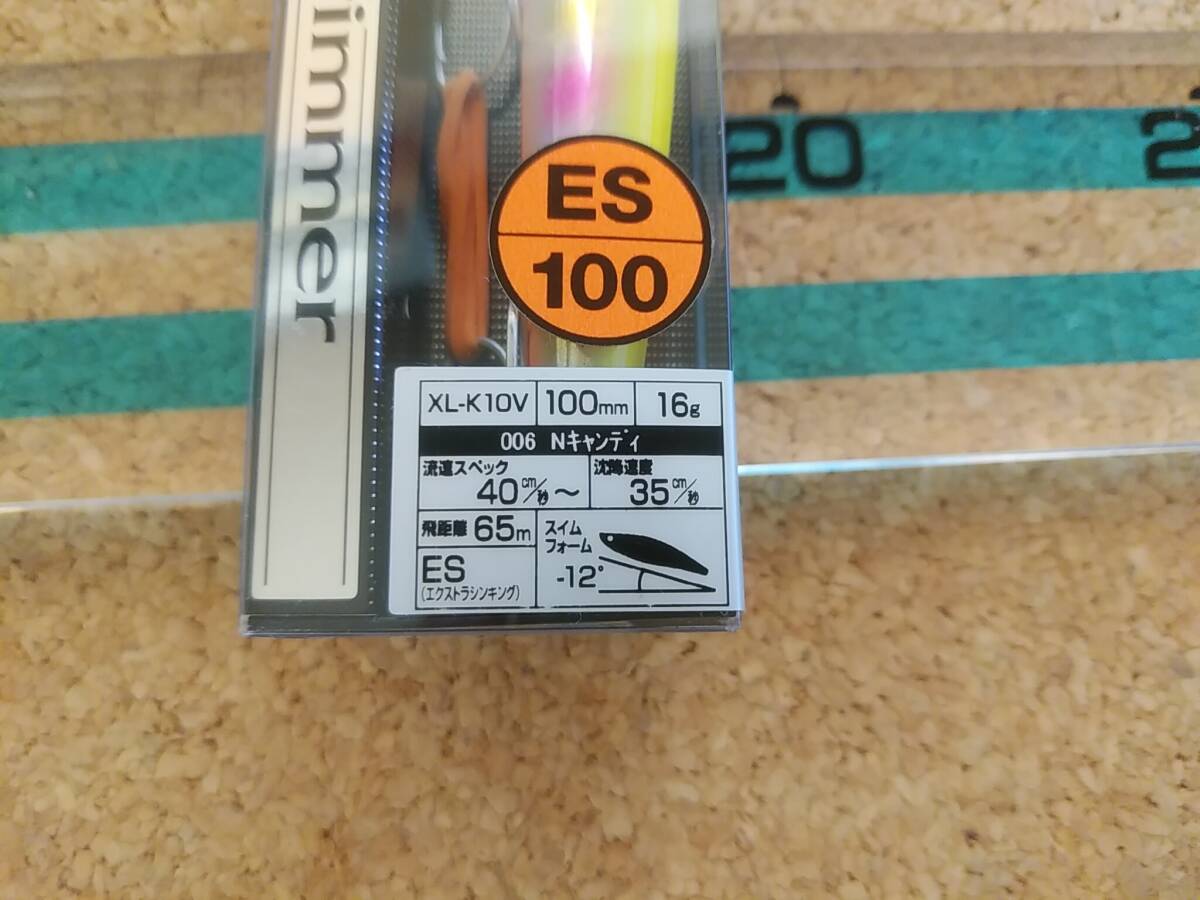 immer
ES
100
20
2
XL-K10V 100mm 16g
006 Nキャンディ
流速スペック
40cm/秒～
沈降速度
35cm/秒
飛距離 65m
スイム
フォーム
-12°
ES
(エクストラシンキング)